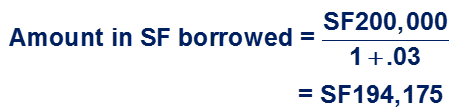 Amount in SF borrowed = SF200,000
1 + .03
= SF194,175